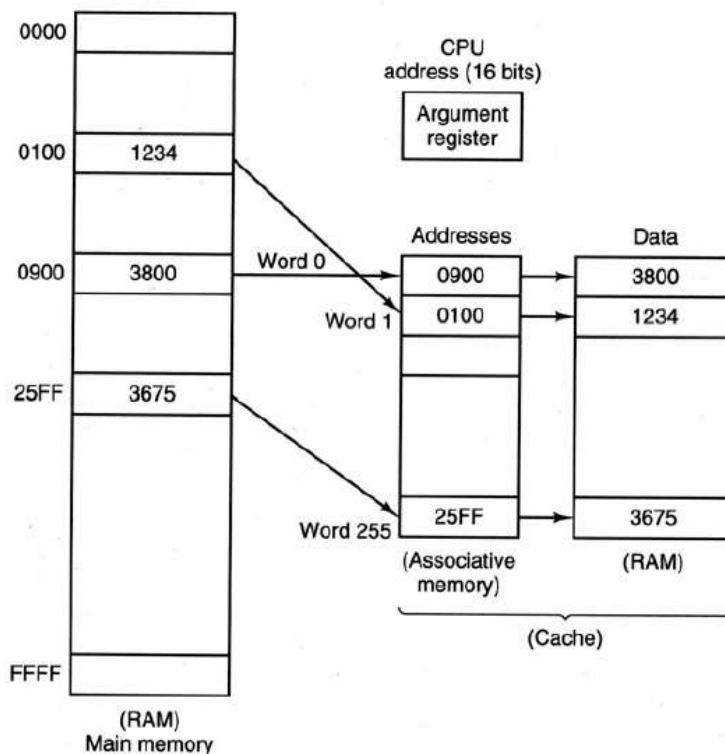 0000
CPU
address (16 bits)
Argument
register
0100
1234
Addresses
Data
0900
3800
Word 0
0900
3800
Word 1
0100
1234
25FF
3675
Word 255
25FF
3675
(Associative
memory)
(RAM)
(Cache)
FFFF
(RAM)
Main memory